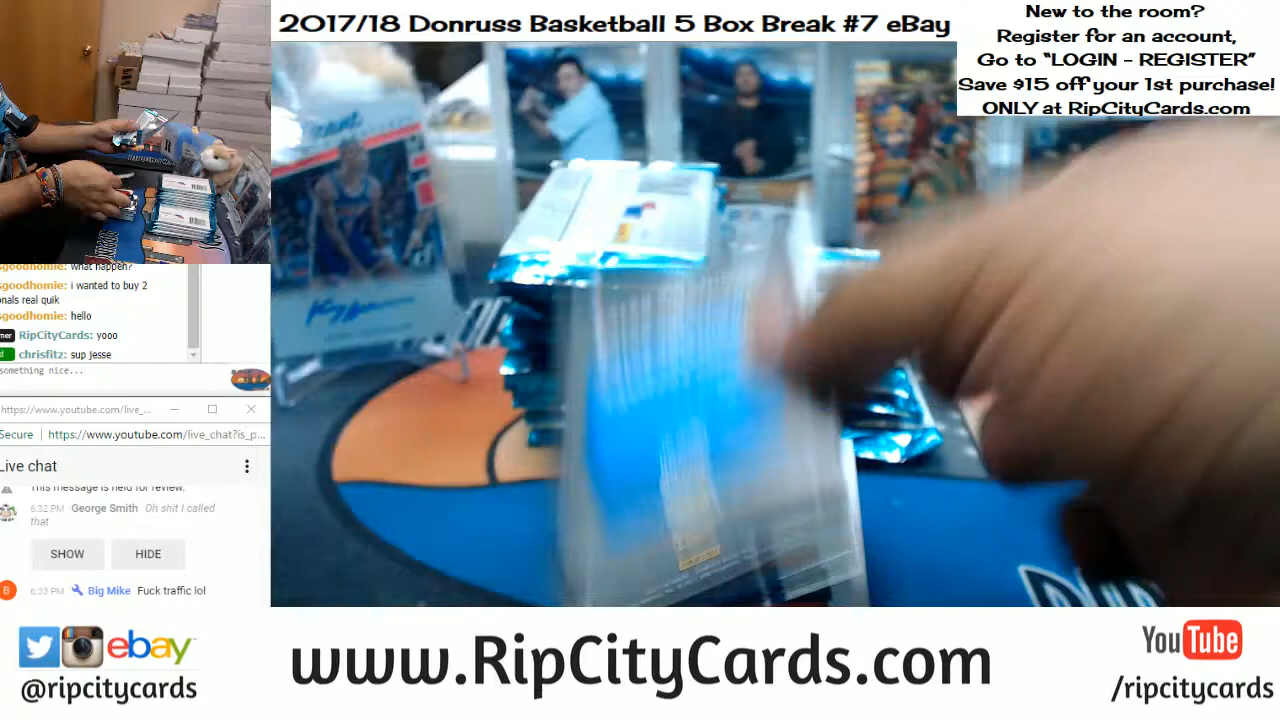 2017/18 Donruss Basketball 5 Box Break #7 eBay
New to the room?
Register for an account,
Go to "LOGIN - REGISTER"
Save $15 off your 1st purchase!
ONLY at RipCityCards.com
sgoodhomie: what happen?
sgoodhomie: i wanted to buy 2
onals real quik
sgoodhomie: hello
RipCityCards: yooo
chrisfitz: sup jesse
something nice...
https://www.youtube.com/live_...
Secure
https://www.youtube.com/live_chat?is_p...
Live chat
This message is held for review.
6:32 PM George Smith Oh shit I called
that
SHOW
HIDE
B
6:33 PM Big Mike Fuck traffic lol
ebay
@ripcitycards
www.RipCityCards.com
YouTube
/ripcitycards